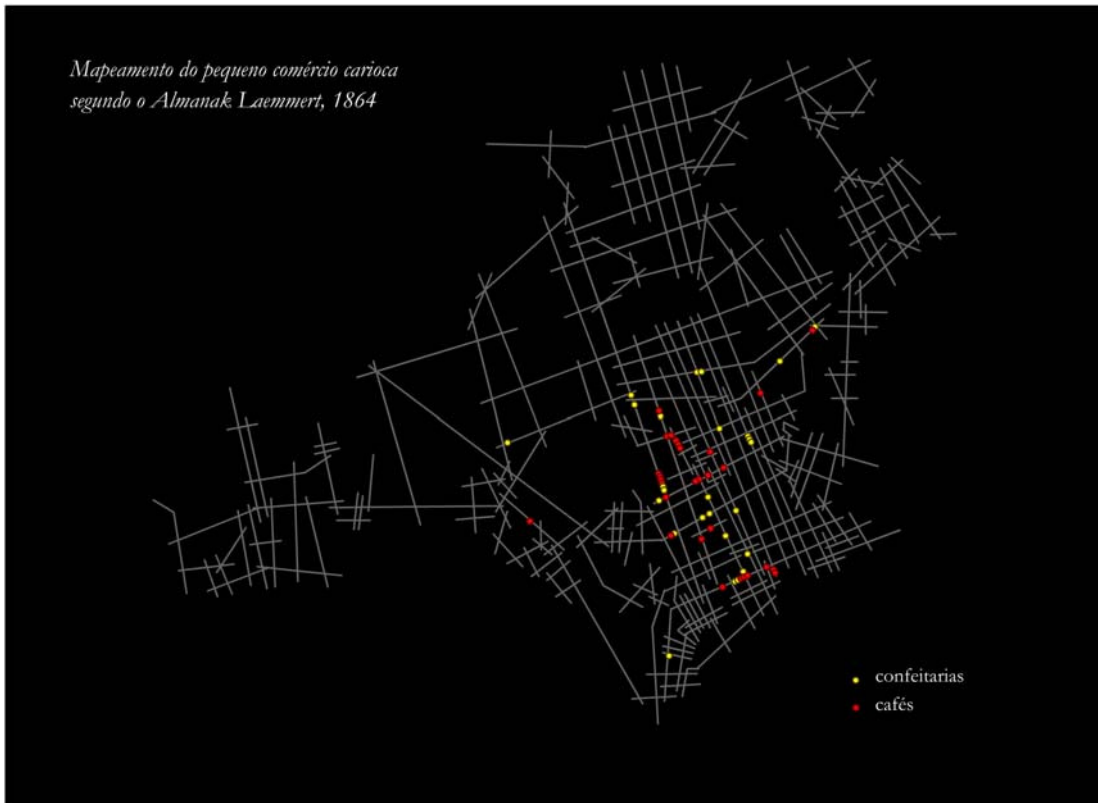 Mapeamento do pequeno comércio carioca
segundo o Almanak Laemmert, 1864
confeitarias
cafés